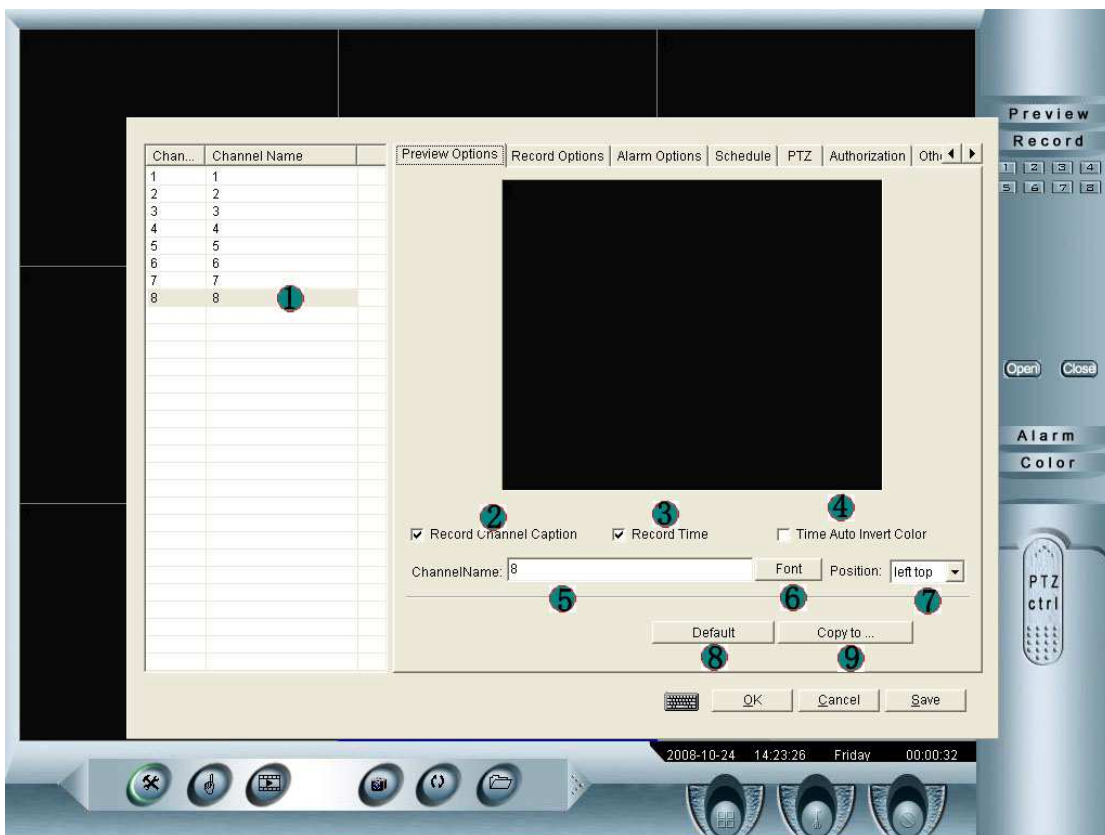 Preview
Record
1 2 3 4
5 6 7 8
Open Close
Alarm
Color
PTZ
ctrl
Chan... Channel Name
1 1
2 2
3 3
4 4
5 5
6 6
7 7
8 8
1
Preview Options Record Options Alarm Options Schedule PTZ Authorization Oth
2 3 4
Record Channel Caption Record Time Time Auto Invert Color
ChannelName: 8 Font Position: left top
5 6 7
Default Copy to ...
8 9
OK Cancel Save
2008-10-24 14:23:26 Friday 00:00:32